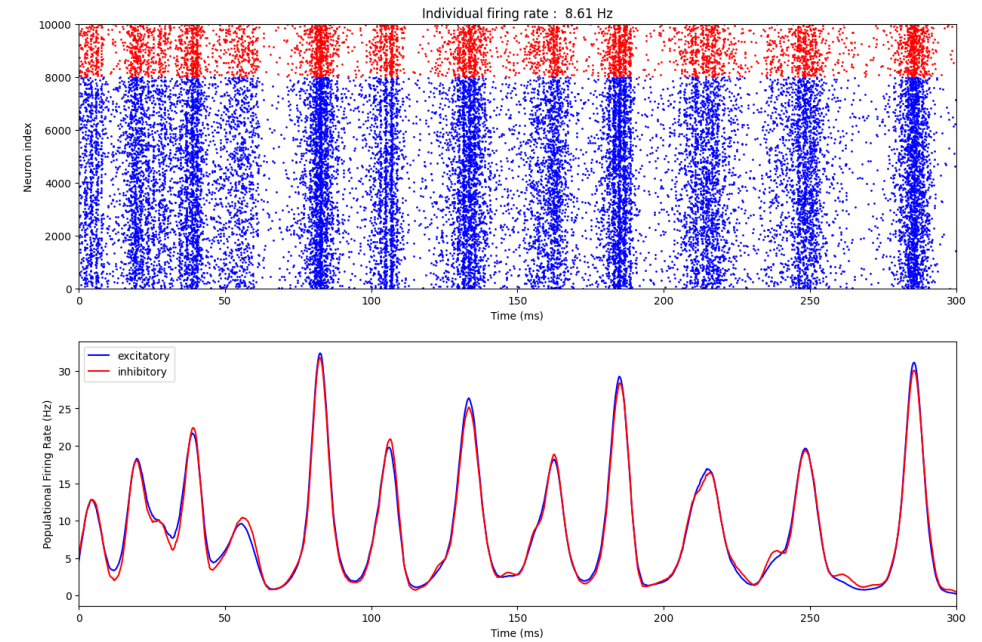 Individual firing rate :  8.61 Hz
10000
8000
6000
4000
2000
0
Neuron index
0 50 100 150 200 250 300
Time (ms)
excitatory
inhibitory
30
25
20
15
10
5
0
Populational Firing Rate (Hz)
0 50 100 150 200 250 300
Time (ms)